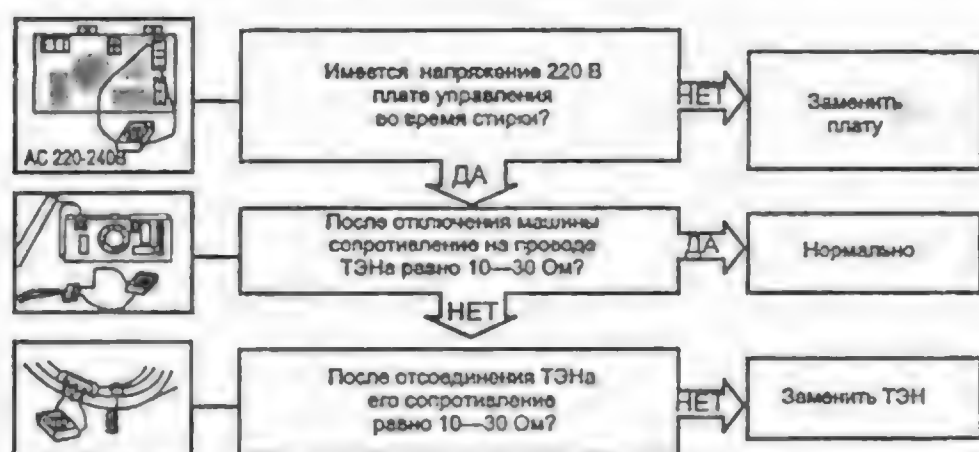 Имеется напряжение 220 В
плате управления
во время стирки?
НЕТ
Заменить
плату
АС 220-240В
ДА
После отключения машины
сопротивление на провода
ТЭНа равно 10—30 Ом?
ДА
Нормально
НЕТ
После отсоединения ТЭНа
его сопротивление
равно 10—30 Ом?
НЕТ
Заменить ТЭН